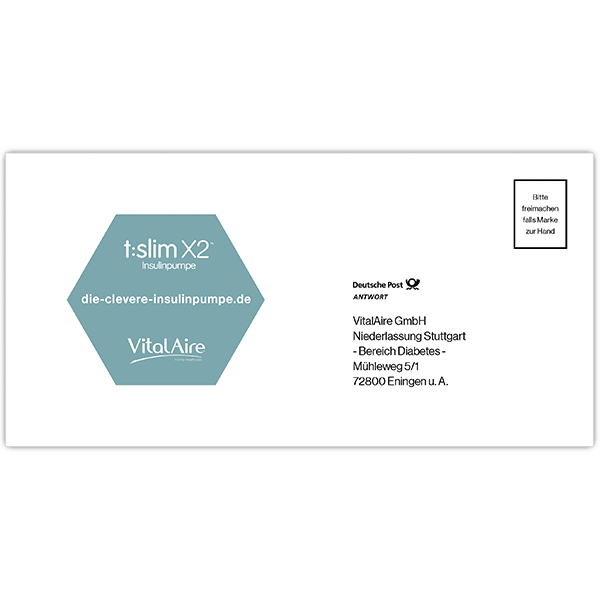 t:slim X2™
Insulinpumpe
die-clevere-insulinpumpe.de
VitalAire
Bitte
freimachen
falls Marke
zur Hand
Deutsche Post
ANTWORT
VitalAire GmbH
Niederlassung Stuttgart
- Bereich Diabetes -
Mühleweg 5/1
72800 Eningen u. A.